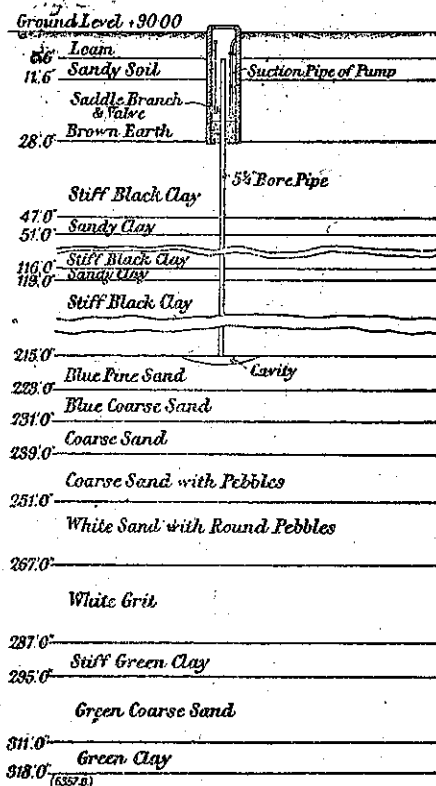 Ground Level +90·00
Loam
Sandy Soil
Suction Pipe of Pump
11'.6"
Saddle Branch
& Valve
Brown Earth
28'.0"
5¼" Bore Pipe
Stiff Black Clay
47'.0"
Sandy Clay
51'.0"
Stiff Black Clay
116'.0"
Sandy Clay
119'.0"
Stiff Black Clay
215'.0"
Cavity
Blue Fine Sand
223'.0"
Blue Coarse Sand
231'.0"
Coarse Sand
239'.0"
Coarse Sand with Pebbles
251'.0"
White Sand with Round Pebbles
267'.0"
White Grit
287'.0"
Stiff Green Clay
295'.0"
Green Coarse Sand
311'.0"
Green Clay
318'.0"
(6357.B.)